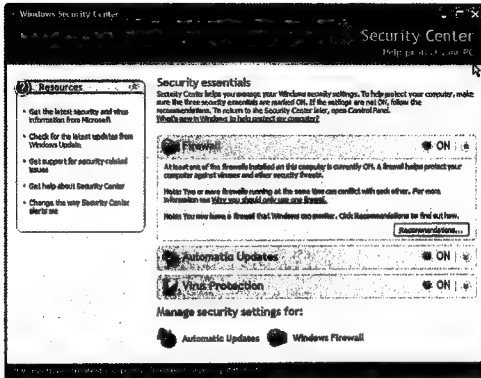 Windows Security Center
Security Center
Help protect your PC
Resources
Get the latest security and virus
information from Microsoft
Check for the latest updates from
Windows Update
Get support for security-related
issues
Get help about Security Center
Change the way Security Center
alerts me
Security essentials
Security Center helps you manage your Windows security settings. To help protect your computer, make
sure the three security essentials are marked ON. If the settings are not ON, follow the
recommendations. To return to the Security Center later, open Control Panel.
What's new in Windows to help protect my computer?
Firewall
ON
At least one of the firewalls installed on this computer is currently ON. A firewall helps protect your
computer against viruses and other security threats.
Note: Two or more firewalls running at the same time can conflict with each other. For more
information see Why you should only use one firewall.
Note: You now have a firewall that Windows can monitor. Click Recommendations to find out how.
Recommendations...
Automatic Updates
ON
Virus Protection
ON
Manage security settings for:
Automatic Updates
Windows Firewall